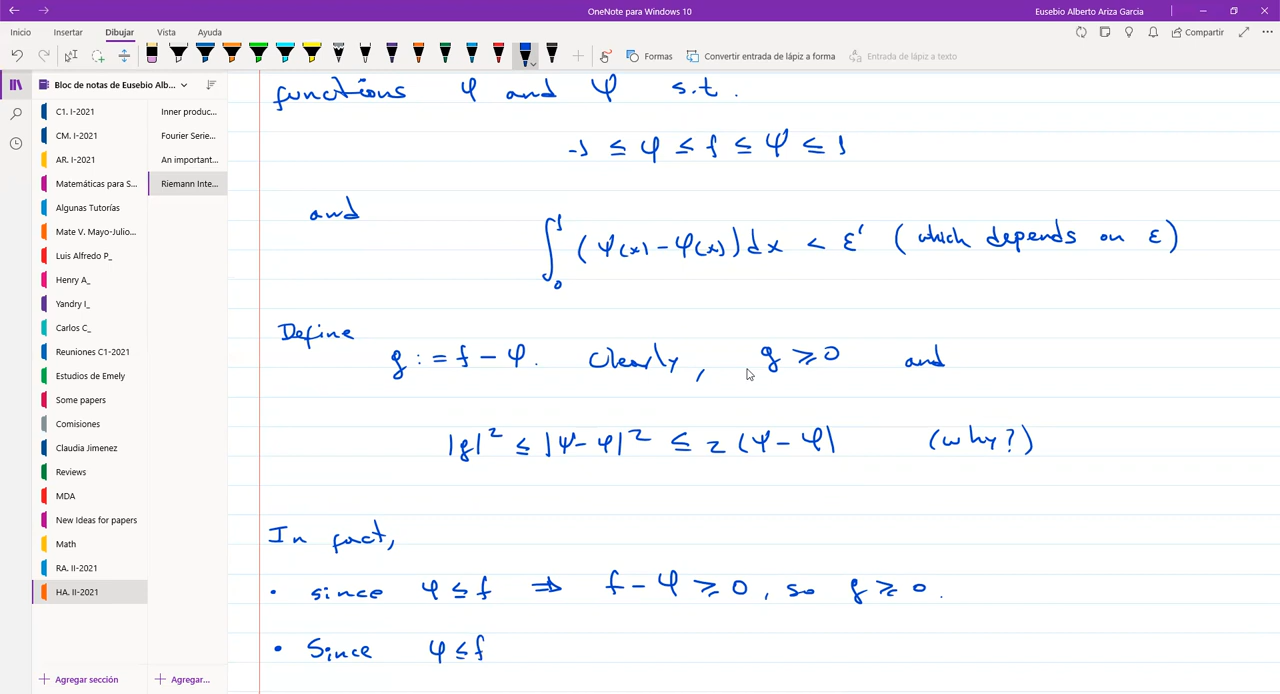 OneNote para Windows 10
Eusebio Alberto Ariza Garcia
Inicio Insertar Dibujar Vista Ayuda
Compartir
Formas Convertir entrada de lápiz a forma Entrada de lápiz a texto
Bloc de notas de Eusebio Alb...
C1. I-2021
CM. I-2021
AR. I-2021
Matemáticas para S...
Algunas Tutorías
Mate V. Mayo-Julio...
Luis Alfredo P_
Henry A_
Yandry I_
Carlos C_
Reuniones C1-2021
Estudios de Emely
Some papers
Comisiones
Claudia Jimenez
Reviews
MDA
New Ideas for papers
Math
RA. II-2021
HA. II-2021
Agregar sección
Inner produc...
Fourier Serie...
An important...
Riemann Inte...
Agregar...
functions φ and ψ s.t.
-1 ≤ φ ≤ f ≤ ψ ≤ 1
and
∫₀¹ (ψ(x) - φ(x)) dx < ε' (which depends on ε)
Define
g := f - φ. Clearly, g ≥ 0 and
|g|² ≤ |ψ - φ|² ≤ 2 (ψ - φ) (why?)
In fact,
• since φ ≤ f ⇒ f - φ ≥ 0, so g ≥ 0.
• Since φ ≤ f